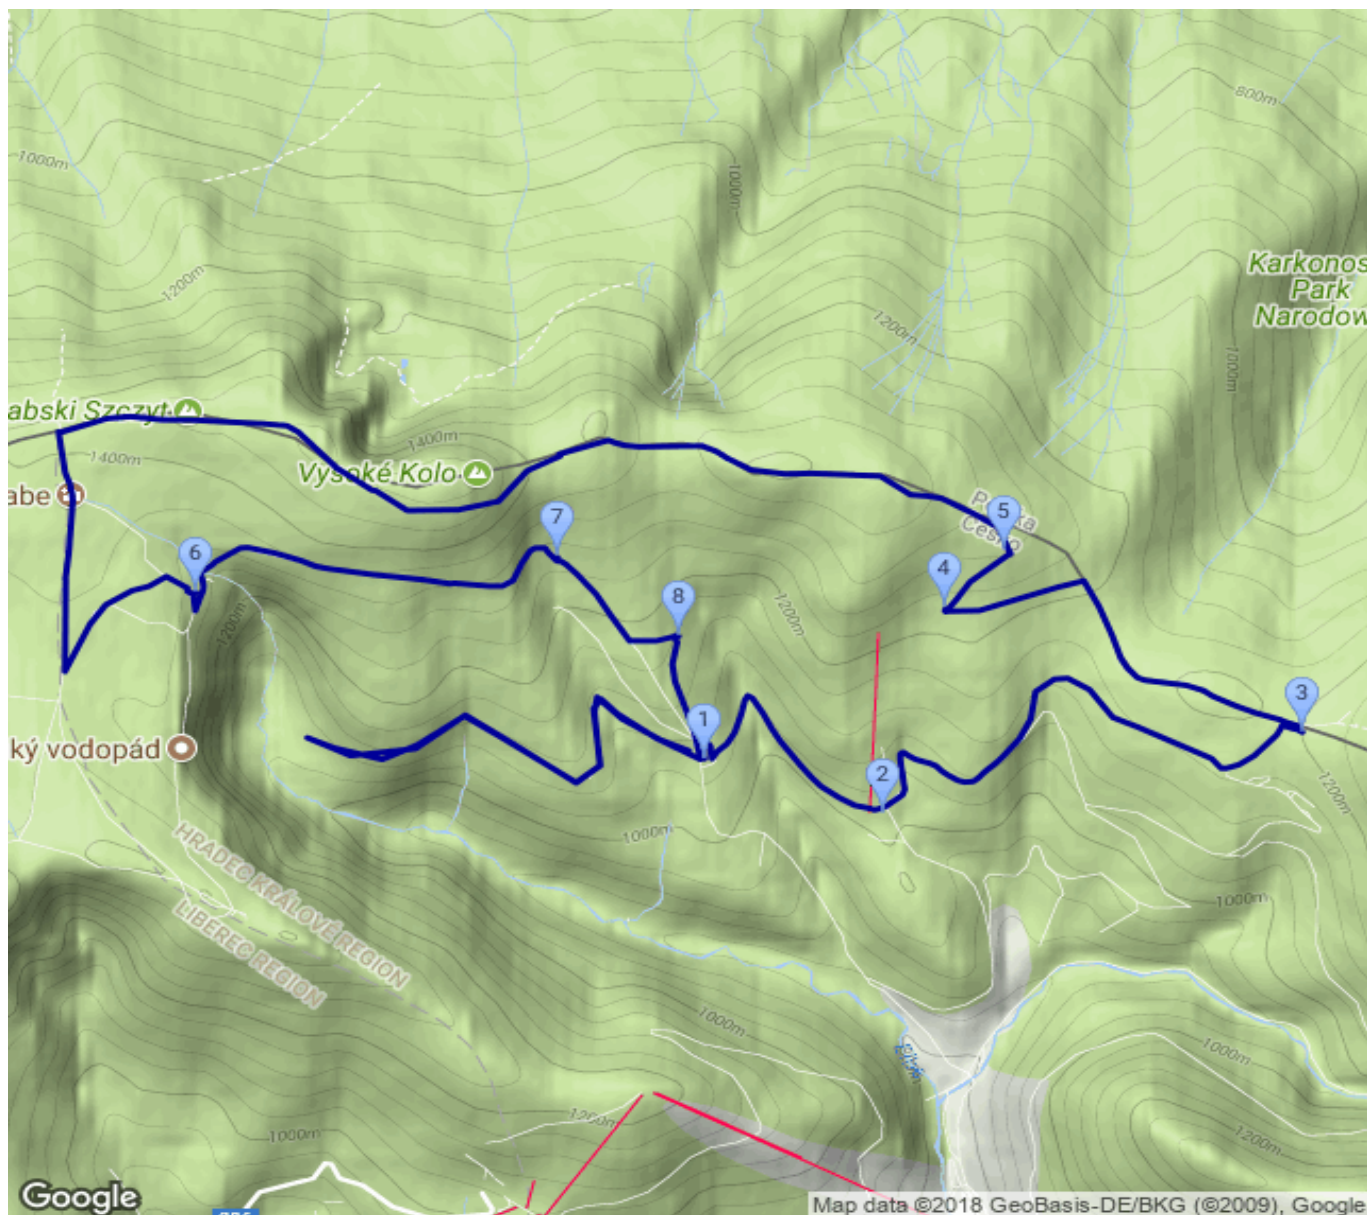 800m
1000m
1000m
Karkonos
Park
Narodow
1200m
1200m
1000m
abski Szczyt
1400m
1400m
Vysoké Kolo
abe
Polska
Česko
5
7
6
4
8
1200m
1200m
3
1
ký vodopád
2
1200m
1000m
HRADEC KRÁLOVÉ REGION
LIBEREC REGION
1000m
1000m
1000m
1200m
1000m
1200m
Google
Map data ©2018 GeoBasis-DE/BKG (©2009), Google